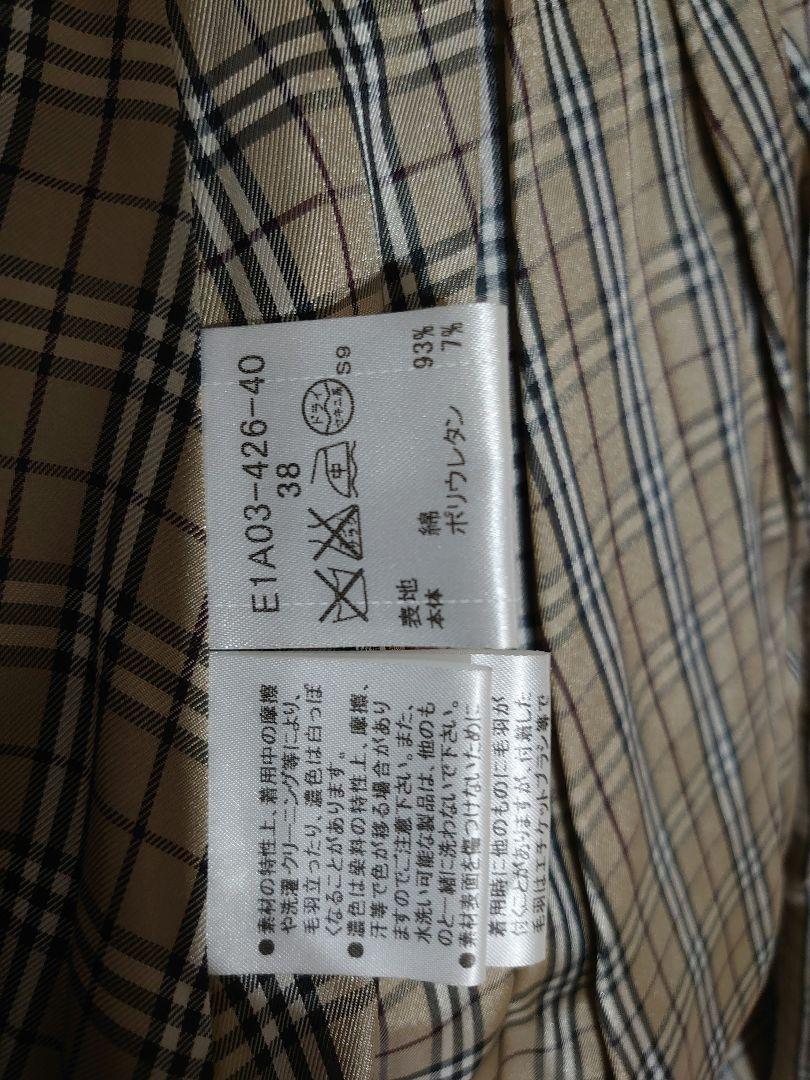 E1A03-426-40
38
中
ドライ
セキユ系
S9
表地
本体
綿 93%
ポリウレタン 7%
●素材の特性上、着用中の摩擦
や洗濯・クリーニング等により、
毛羽立ったり、濃色は白っぽ
くなることがあります。
●濃色は染料の特性上、摩擦、
汗等で色が移る場合があり
ますのでご注意下さい。また、
水洗い可能な製品は、他のも
のと一緒に洗わないで下さい。
●素材表面を傷つけないために
着用時に他のものに毛羽が
付くことがありますが、付着した
毛羽はエチケットブラシ等で